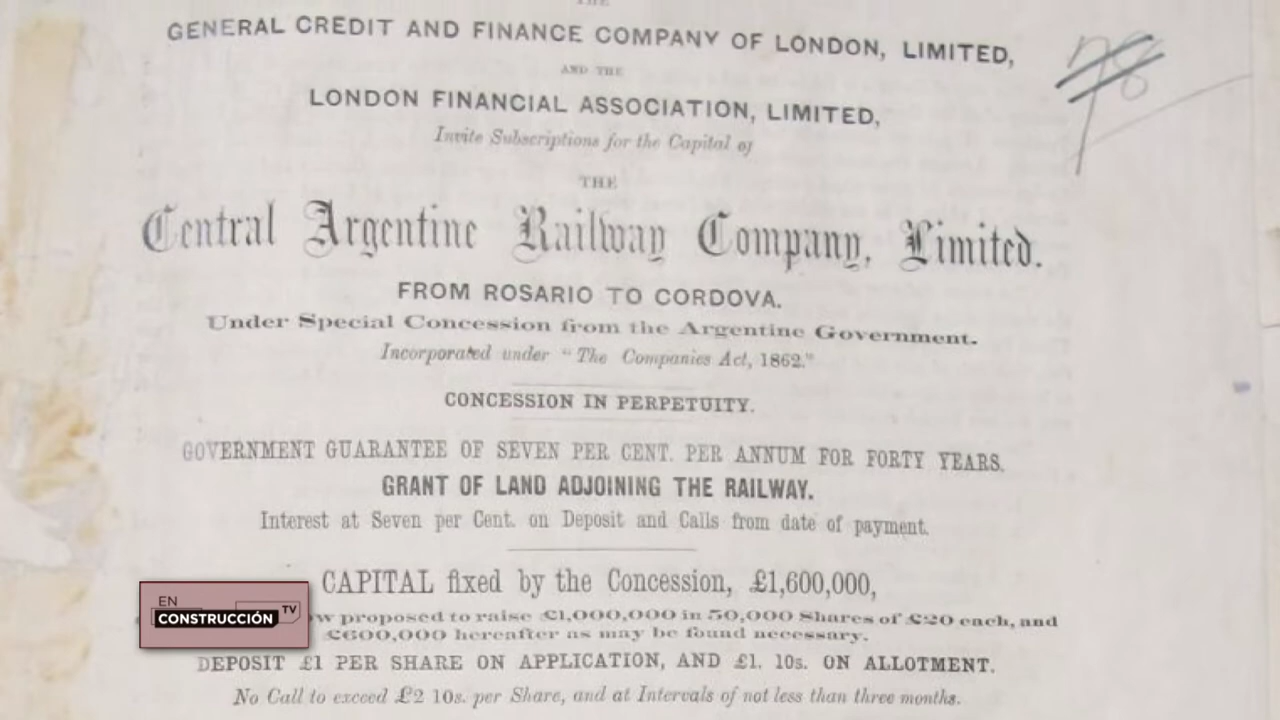 THE
GENERAL CREDIT AND FINANCE COMPANY OF LONDON, LIMITED,
AND THE
LONDON FINANCIAL ASSOCIATION, LIMITED,
Invite Subscriptions for the Capital of
THE
Central Argentine Railway Company, Limited.
FROM ROSARIO TO CORDOVA.
Under Special Concession from the Argentine Government.
Incorporated under "The Companies Act, 1862."
CONCESSION IN PERPETUITY.
GOVERNMENT GUARANTEE OF SEVEN PER CENT. PER ANNUM FOR FORTY YEARS.
GRANT OF LAND ADJOINING THE RAILWAY.
Interest at Seven per Cent. on Deposit and Calls from date of payment.
CAPITAL fixed by the Concession, £1,600,000,
proposed to raise £1,000,000 in 50,000 Shares of £20 each, and
£600,000 hereafter as may be found necessary.
DEPOSIT £1 PER SHARE ON APPLICATION, AND £1. 10s. ON ALLOTMENT.
No Call to exceed £2 10s. per Share, and at Intervals of not less than three months.
EN
CONSTRUCCIÓN TV